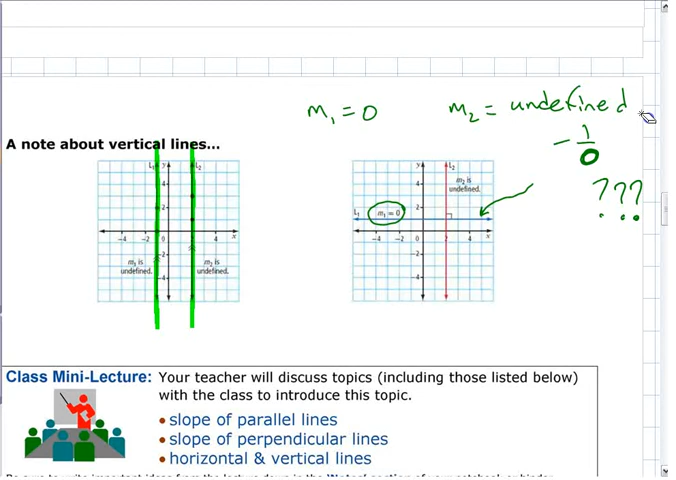 m₁ = 0 m₂ = undefined
- 1/0
? ? ?
A note about vertical lines...
L₁ y L₂
4
2
-4 -2 0 4 x
-2
-4
m₁ is undefined.
m₂ is undefined.
y L₂
4
m₂ is undefined.
2
L₁ m₁ = 0
-4 -2 0 2 4 x
-2
-4
Class Mini-Lecture: Your teacher will discuss topics (including those listed below)
with the class to introduce this topic.
• slope of parallel lines
• slope of perpendicular lines
• horizontal & vertical lines